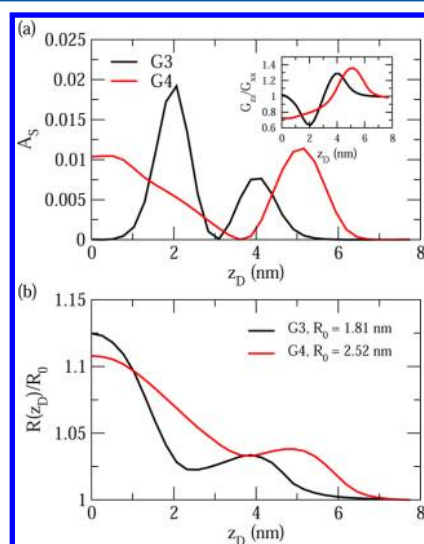 (a)
0.025
0.02
0.015
0.01
0.005
0
A_S
G3
G4
1.4
1.2
1
0.8
0.6
G_zz/G_xx
0 2 4 6 8
z_D (nm)
0 2 4 6 8
z_D (nm)
(b)
1.15
1.1
1.05
1
R(z_D)/R_0
G3, R_0 = 1.81 nm
G4, R_0 = 2.52 nm
0 2 4 6 8
z_D (nm)